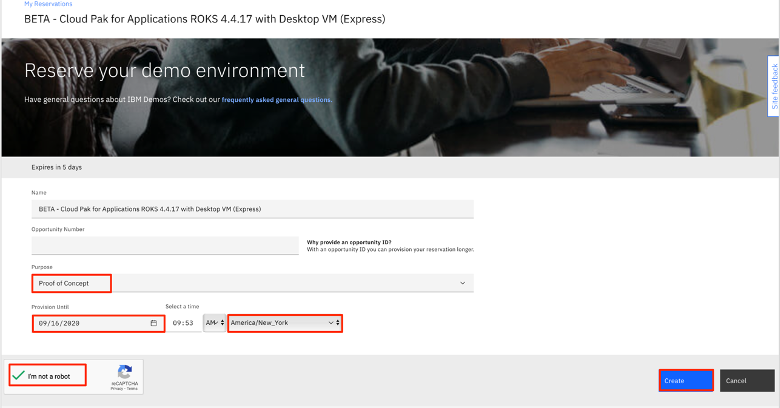 My Reservations
BETA - Cloud Pak for Applications ROKS 4.4.17 with Desktop VM (Express)
Reserve your demo environment
Have general questions about IBM Demos? Check out our frequently asked general questions.
Site feedback
Expires in 5 days
Name
BETA - Cloud Pak for Applications ROKS 4.4.17 with Desktop VM (Express)
Opportunity Number
Why provide an opportunity ID?
With an opportunity ID you can provision your reservation longer.
Purpose
Proof of Concept
Provision Until
Select a time
09/16/2020
09:53
AM
America/New_York
I'm not a robot
reCAPTCHA
Privacy - Terms
Create
Cancel